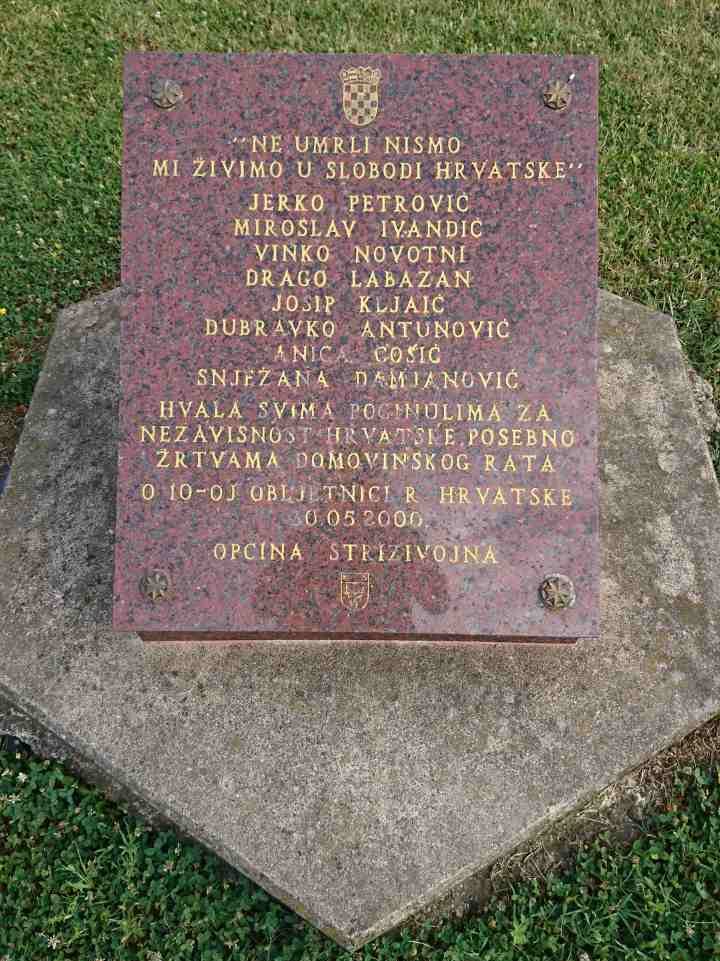 "NE UMRLI NISMO
MI ŽIVIMO U SLOBODI HRVATSKE"
JERKO PETROVIĆ
MIROSLAV IVANDIĆ
VINKO NOVOTNI
DRAGO LABAZAN
JOSIP KLJAIĆ
DUBRAVKO ANTUNOVIĆ
ANICA ĆOSIĆ
SNJEŽANA DAMJANOVIĆ
HVALA SVIMA POGINULIMA ZA
NEZAVISNOST HRVATSKE POSEBNO
ŽRTVAMA DOMOVINSKOG RATA
O 10-OJ OBLJETNICI R. HRVATSKE
30.05.2000.
OPĆINA STRIZIVOJNA